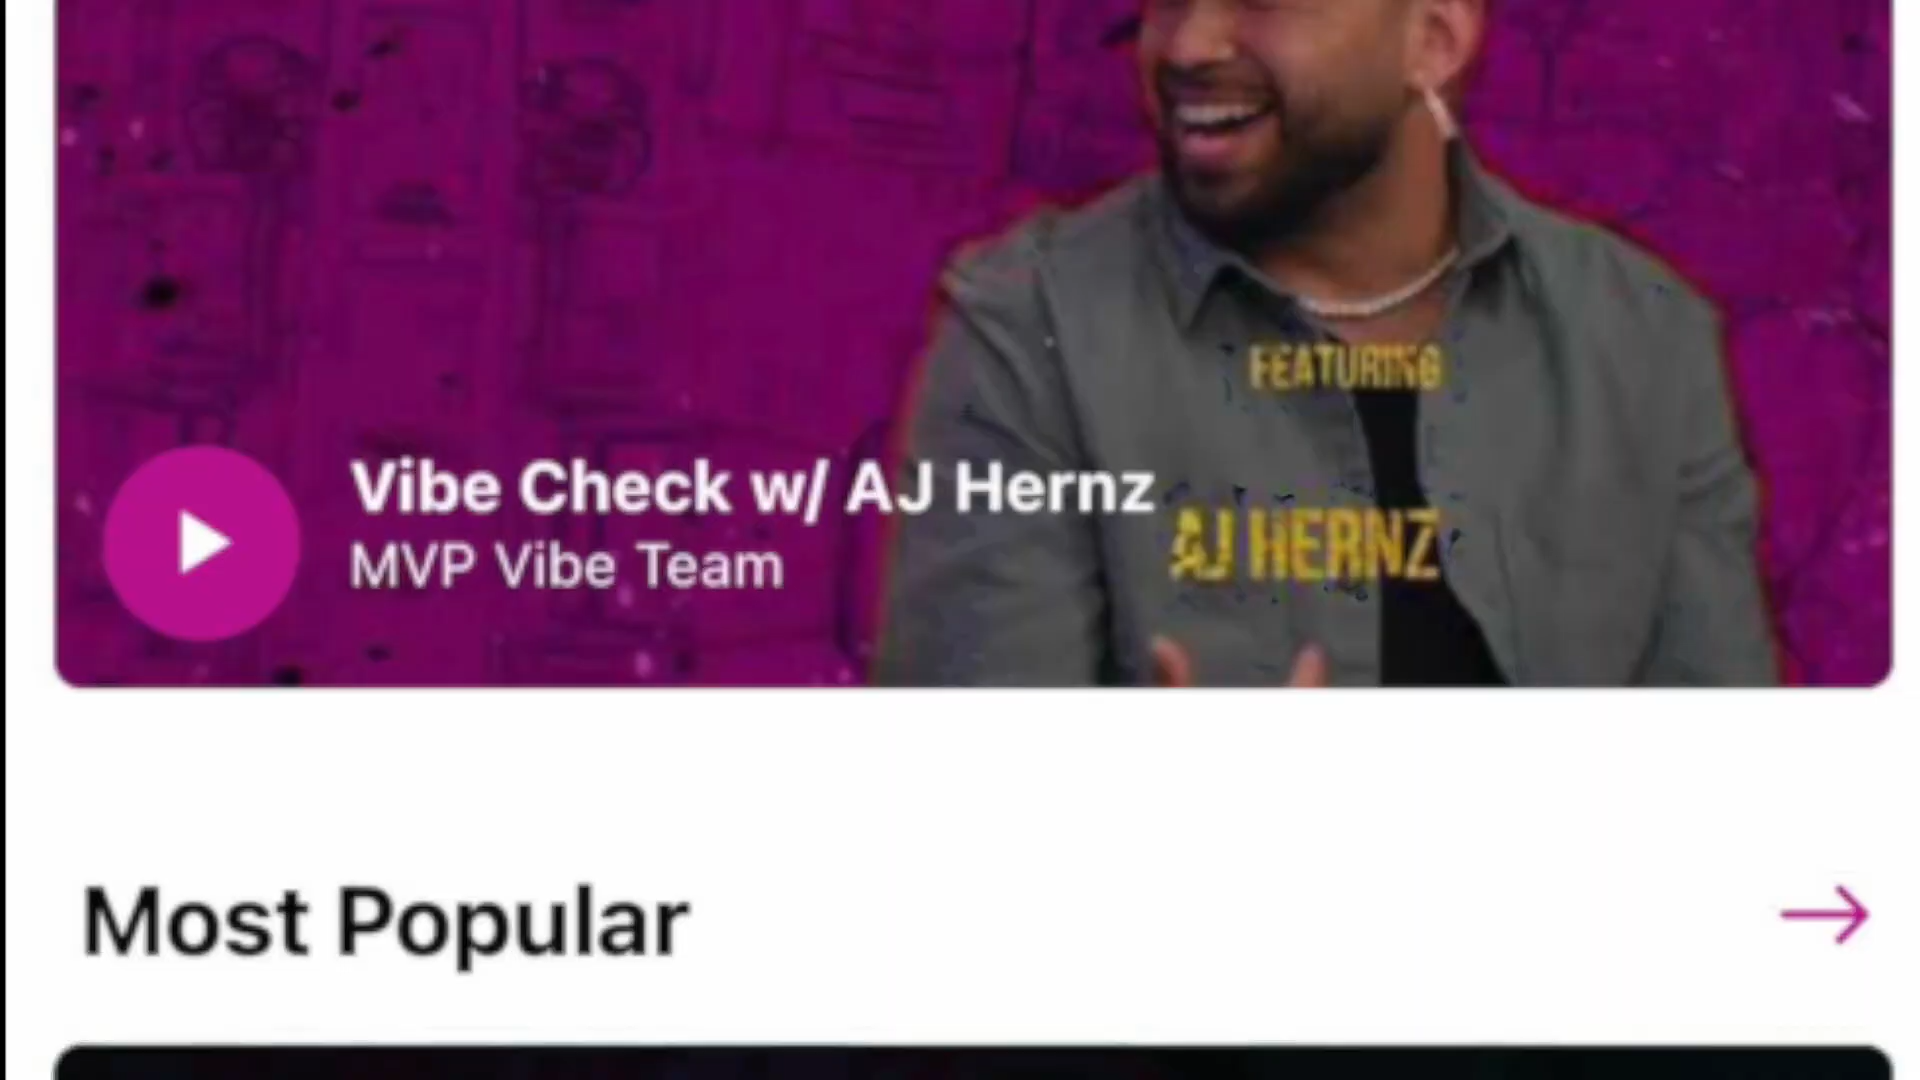 FEATURING
AJ HERNZ
Vibe Check w/ AJ Hernz
MVP Vibe Team
Most Popular